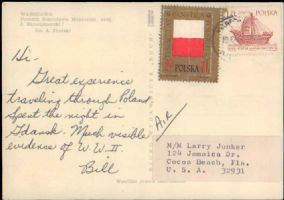 WARSZAWA
Hi-
Great experience
traveling through Poland.
Spent the night in
Gdansk. Much visible
evidence of W.W.II.
Bill
POLSKA
POLSKA
Air
M/M Larry Junker
124 Jamaica Dr.
Cocoa Beach, Fla.
U. S. A. 32931